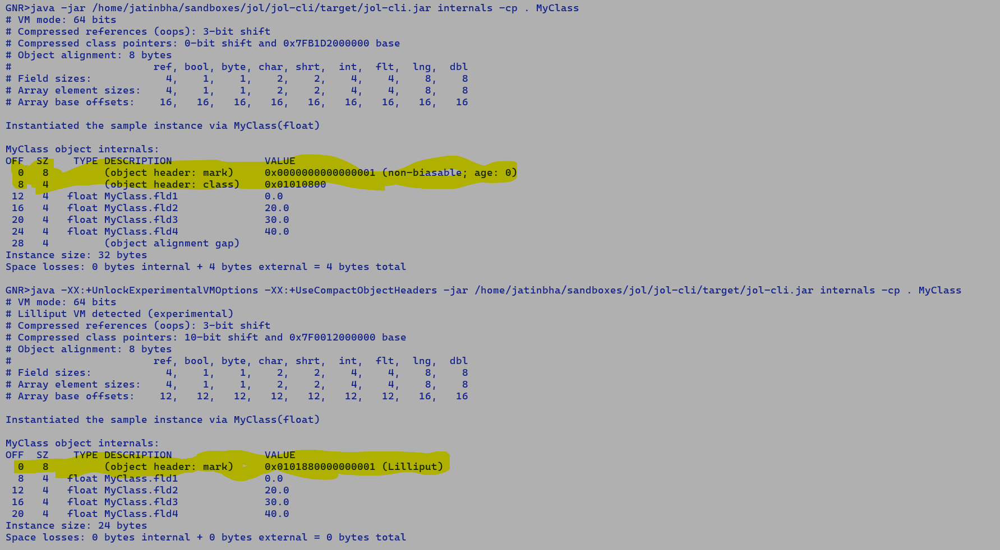 GNR>java -jar /home/jatinbha/sandboxes/jol/jol-cli/target/jol-cli.jar internals -cp . MyClass
# VM mode: 64 bits
# Compressed references (oops): 3-bit shift
# Compressed class pointers: 0-bit shift and 0x7FB1D2000000 base
# Object alignment: 8 bytes
#                       ref, bool, byte, char, shrt,  int,  flt,  lng,  dbl
# Field sizes:            4,    1,    1,    2,    2,    4,    4,    8,    8
# Array element sizes:    4,    1,    1,    2,    2,    4,    4,    8,    8
# Array base offsets:    16,   16,   16,   16,   16,   16,   16,   16,   16

Instantiated the sample instance via MyClass(float)

MyClass object internals:
OFF  SZ    TYPE DESCRIPTION               VALUE
  0   8         (object header: mark)     0x0000000000000001 (non-biasable; age: 0)
  8   4         (object header: class)    0x01010800
 12   4   float MyClass.fld1              0.0
 16   4   float MyClass.fld2              20.0
 20   4   float MyClass.fld3              30.0
 24   4   float MyClass.fld4              40.0
 28   4         (object alignment gap)
Instance size: 32 bytes
Space losses: 0 bytes internal + 4 bytes external = 4 bytes total

GNR>java -XX:+UnlockExperimentalVMOptions -XX:+UseCompactObjectHeaders -jar /home/jatinbha/sandboxes/jol/jol-cli/target/jol-cli.jar internals -cp . MyClass
# VM mode: 64 bits
# Lilliput VM detected (experimental)
# Compressed references (oops): 3-bit shift
# Compressed class pointers: 10-bit shift and 0x7F0012000000 base
# Object alignment: 8 bytes
#                       ref, bool, byte, char, shrt,  int,  flt,  lng,  dbl
# Field sizes:            4,    1,    1,    2,    2,    4,    4,    8,    8
# Array element sizes:    4,    1,    1,    2,    2,    4,    4,    8,    8
# Array base offsets:    12,   12,   12,   12,   12,   12,   12,   16,   16

Instantiated the sample instance via MyClass(float)

MyClass object internals:
OFF  SZ    TYPE DESCRIPTION               VALUE
  0   8         (object header: mark)     0x0101880000000001 (Lilliput)
  8   4   float MyClass.fld1              0.0
 12   4   float MyClass.fld2              20.0
 16   4   float MyClass.fld3              30.0
 20   4   float MyClass.fld4              40.0
Instance size: 24 bytes
Space losses: 0 bytes internal + 0 bytes external = 0 bytes total